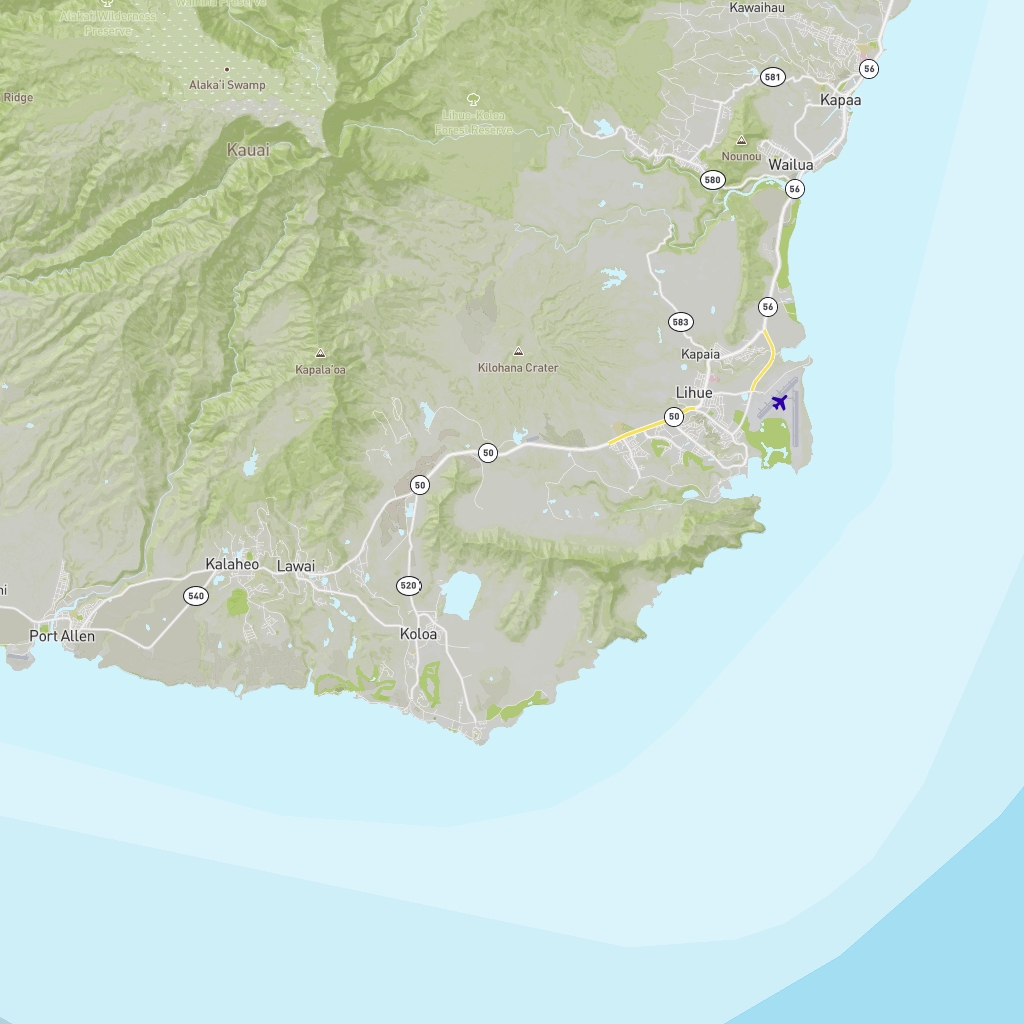 Kawaihau
Wilderness
Preserve
Alaka'i Swamp
56
581
Ridge
Kapaa
Lihue-Koloa
Forest Reserve
Kauai
Nounou
Wailua
580
56
56
583
Kapaia
Kapala'oa
Kilohana Crater
Lihue
50
50
50
Kalaheo
Lawai
520
540
Port Allen
Koloa